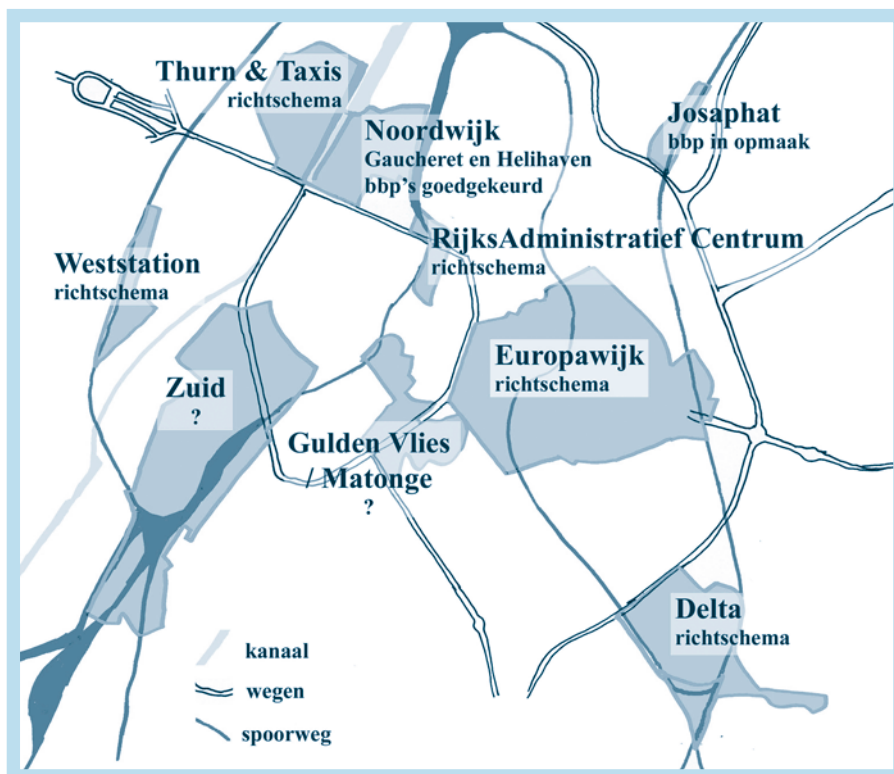 Thurn & Taxis
richtschema
Noordwijk
Gaucheret en Helihaven
bbp's goedgekeurd
Josaphat
bbp in opmaak
RijksAdministratief Centrum
richtschema
Weststation
richtschema
Europawijk
richtschema
Zuid
?
Gulden Vlies
/ Matonge
?
Delta
richtschema
kanaal
wegen
spoorweg